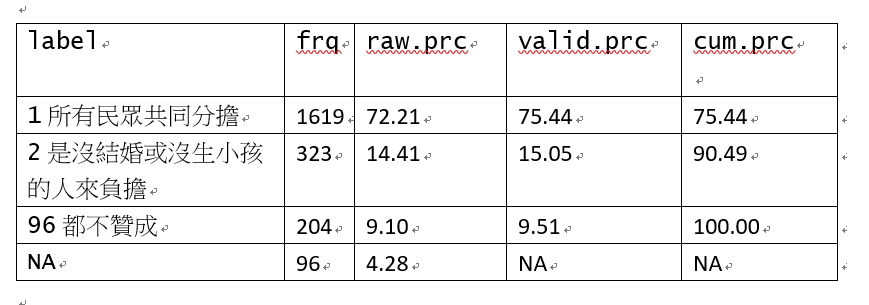 label frq raw.prc valid.prc cum.prc
1 所有民眾共同分擔 1619 72.21 75.44 75.44
2 是沒結婚或沒生小孩 323 14.41 15.05 90.49
的人來負擔
96 都不贊成 204 9.10 9.51 100.00
NA 96 4.28 NA NA